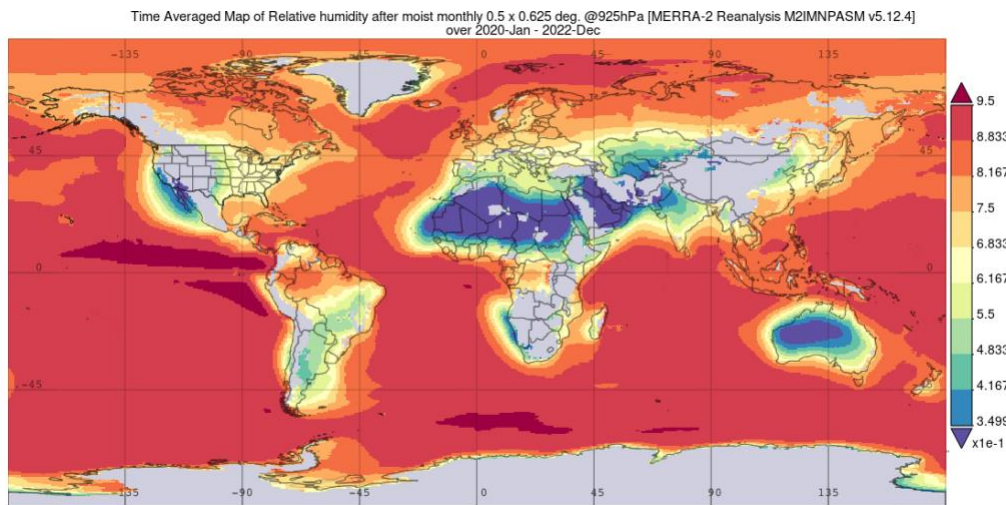 Time Averaged Map of Relative humidity after moist monthly 0.5 x 0.625 deg. @925hPa [MERRA-2 Reanalysis M2IMNPASM v5.12.4]
over 2020-Jan - 2022-Dec
-135 -90 -45 0 45 90 135
45
0
-45
-135 -90 -45 0 45 90 135
9.5
8.833
8.167
7.5
6.833
6.167
5.5
4.833
4.167
3.499
x1e-1